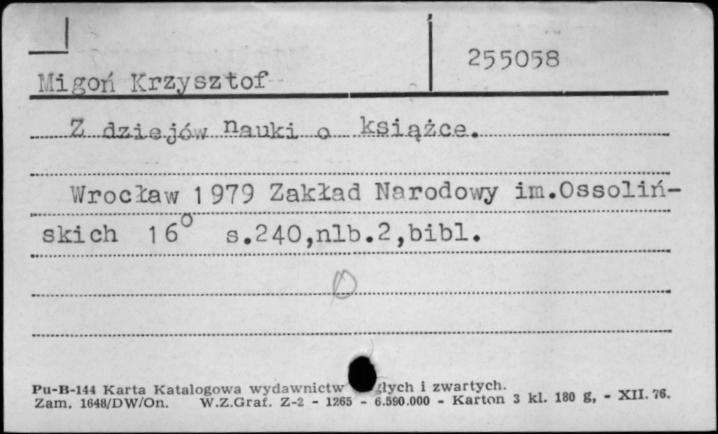 255058
Migoń Krzysztof
Z dziejów nauki o książce.
Wrocław 1979 Zakład Narodowy im.Ossoliń-
skich 16° s.240,nlb.2,bibl.
Pu-B-144 Karta Katalogowa wydawnictw głych i zwartych.
Zam. 1648/DW/On. W.Z.Graf. Z-2 - 1265 - 6.590.000 - Karton 3 kl. 180 g, - XII. 76.